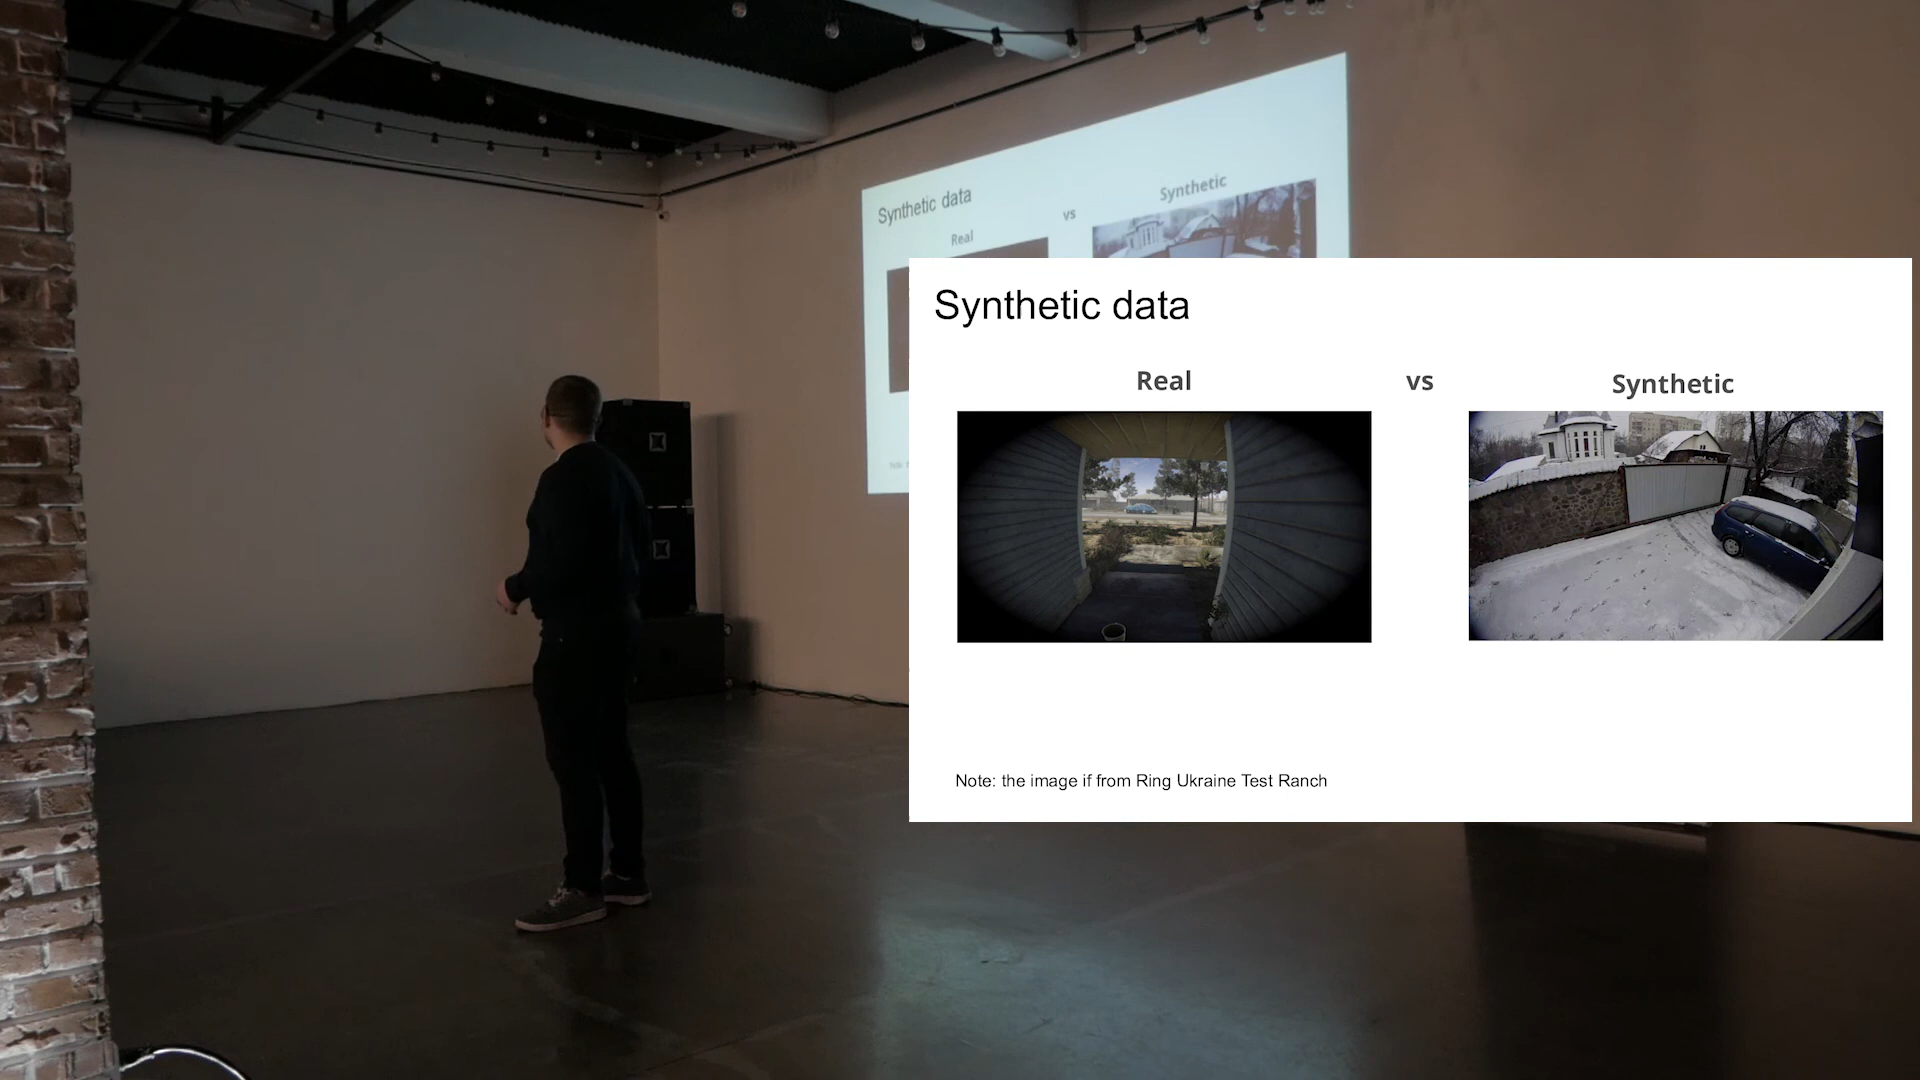 Synthetic data
Real
vs
Synthetic
Synthetic data
Real
vs
Synthetic
Note: the image if from Ring Ukraine Test Ranch